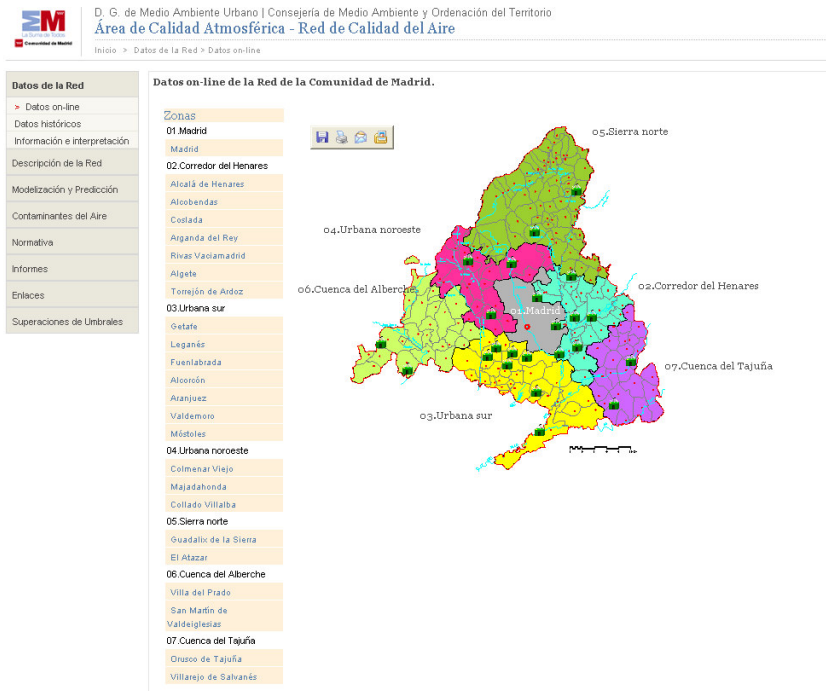 D. G. de Medio Ambiente Urbano | Consejería de Medio Ambiente y Ordenación del Territorio
Área de Calidad Atmosférica - Red de Calidad del Aire
La Suma de Todos
Comunidad de Madrid
Inicio > Datos de la Red > Datos on-line
Datos de la Red
> Datos on-line
Datos históricos
Información e interpretación
Descripción de la Red
Modelización y Predicción
Contaminantes del Aire
Normativa
Informes
Enlaces
Superaciones de Umbrales
Datos on-line de la Red de la Comunidad de Madrid.
Zonas
01.Madrid
Madrid
02.Corredor del Henares
Alcalá de Henares
Alcobendas
Coslada
Arganda del Rey
Rivas Vaciamadrid
Algete
Torrejón de Ardoz
03.Urbana sur
Getafe
Leganés
Fuenlabrada
Alcorcón
Aranjuez
Valdemoro
Móstoles
04.Urbana noroeste
Colmenar Viejo
Majadahonda
Collado Villalba
05.Sierra norte
Guadalix de la Sierra
El Atazar
06.Cuenca del Alberche
Villa del Prado
San Martín de
Valdeiglesias
07.Cuenca del Tajuña
Orusco de Tajuña
Villarejo de Salvanés
05.Sierra norte
04.Urbana noroeste
06.Cuenca del Alberche
02.Corredor del Henares
01.Madrid
07.Cuenca del Tajuña
03.Urbana sur